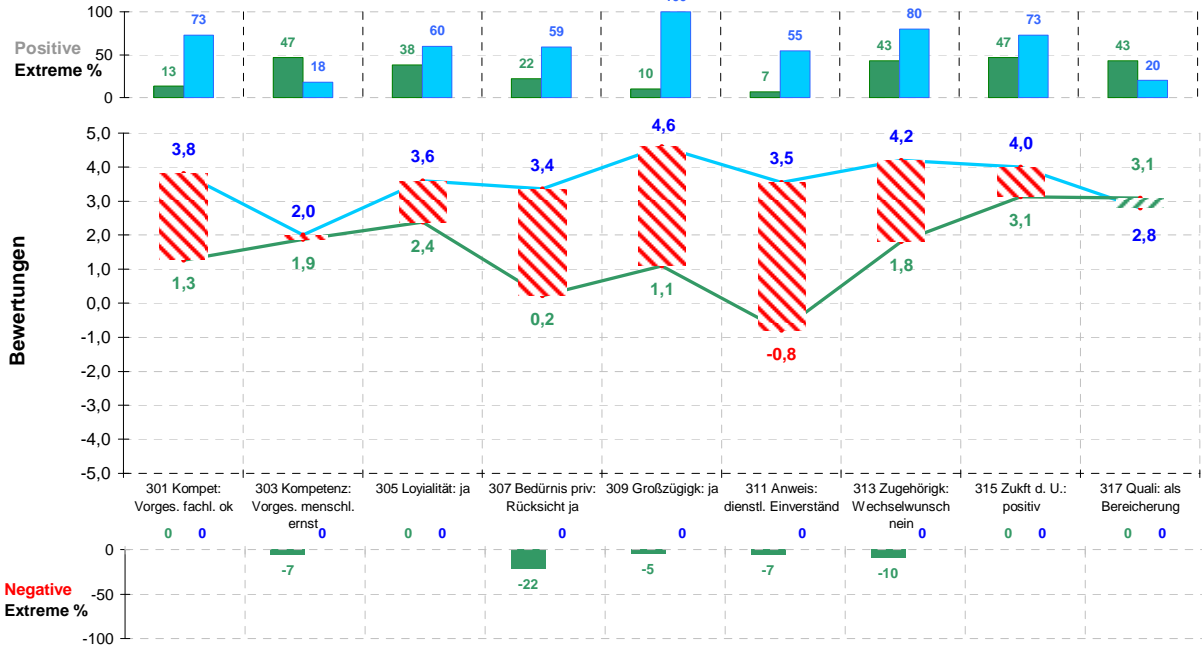 100
73
60
59
55
80
73
Positive
Extreme %
50
47
38
22
18
13
10
7
43
47
43
20
0
5,0
4,0
3,0
2,0
1,0
0,0
-1,0
-2,0
-3,0
-4,0
-5,0
Bewertungen
3,8
2,0
3,6
3,4
4,6
3,5
4,2
4,0
3,1
1,3
1,9
2,4
0,2
1,1
-0,8
1,8
3,1
2,8
301 Kompet:
Vorges. fachl. ok
303 Kompetenz:
Vorges. menschl.
ernst
305 Loyialität: ja
307 Bedürnis priv:
Rücksicht ja
309 Großzügigk: ja
311 Anweis:
dienstl. Einverständ
313 Zugehörigk:
Wechselwunsch
nein
315 Zukft d. U.:
positiv
317 Quali: als
Bereicherung
0 0
0
0 0
0
0
0
0
0 0
0 0
0
-50
-100
Negative
Extreme %
-7
-22
-5
-7
-10